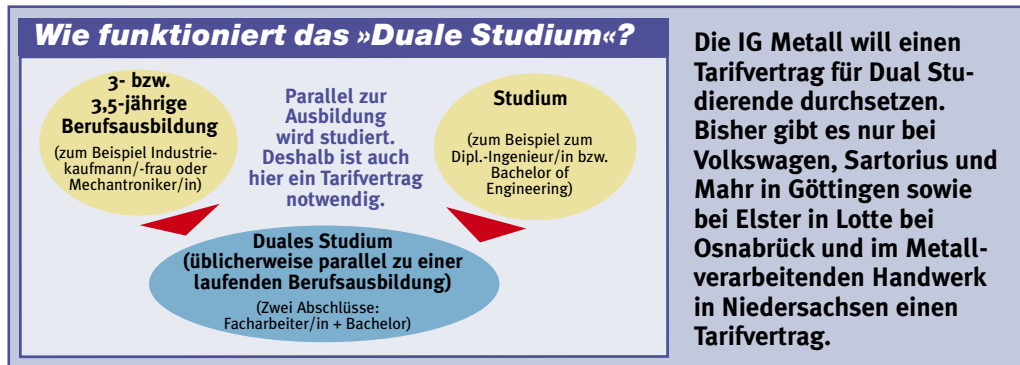 Wie funktioniert das »Duale Studium«?
3- bzw.
3,5-jährige
Berufsausbildung
(zum Beispiel Industrie-
kaufmann/-frau oder
Mechantroniker/in)
Parallel zur
Ausbildung
wird studiert.
Deshalb ist auch
hier ein Tarifvertrag
notwendig.
Studium
(zum Beispiel zum
Dipl.-Ingenieur/in bzw.
Bachelor of
Engineering)
Duales Studium
(üblicherweise parallel zu einer
laufenden Berufsausbildung)
(Zwei Abschlüsse:
Facharbeiter/in + Bachelor)
Die IG Metall will einen
Tarifvertrag für Dual Stu-
dierende durchsetzen.
Bisher gibt es nur bei
Volkswagen, Sartorius und
Mahr in Göttingen sowie
bei Elster in Lotte bei
Osnabrück und im Metall-
verarbeitenden Handwerk
in Niedersachsen einen
Tarifvertrag.